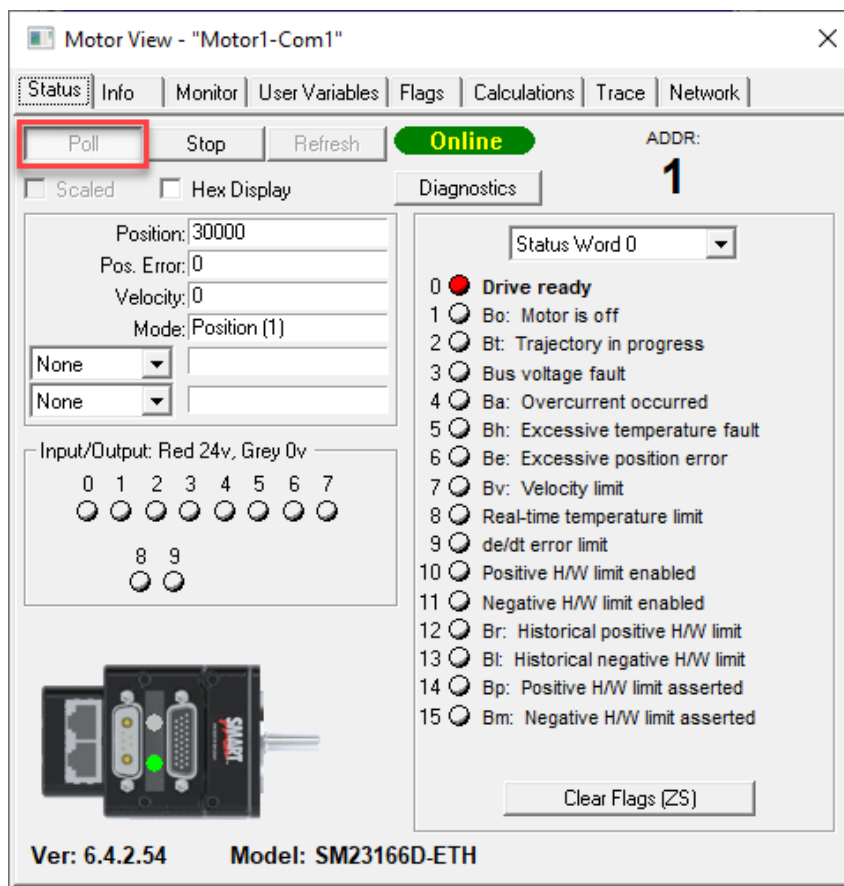 Motor View - "Motor1-Com1"
Status Info Monitor User Variables Flags Calculations Trace Network
Poll Stop Refresh Online ADDR:
1
Scaled Hex Display Diagnostics
Position: 30000
Pos. Error: 0
Velocity: 0
Mode: Position (1)
None
None
Input/Output: Red 24v, Grey 0v
0 1 2 3 4 5 6 7
8 9
Status Word 0
0 Drive ready
1 Bo: Motor is off
2 Bt: Trajectory in progress
3 Bus voltage fault
4 Ba: Overcurrent occurred
5 Bh: Excessive temperature fault
6 Be: Excessive position error
7 Bv: Velocity limit
8 Real-time temperature limit
9 de/dt error limit
10 Positive H/W limit enabled
11 Negative H/W limit enabled
12 Br: Historical positive H/W limit
13 Bl: Historical negative H/W limit
14 Bp: Positive H/W limit asserted
15 Bm: Negative H/W limit asserted
Clear Flags (ZS)
SMART
Ver: 6.4.2.54 Model: SM23166D-ETH